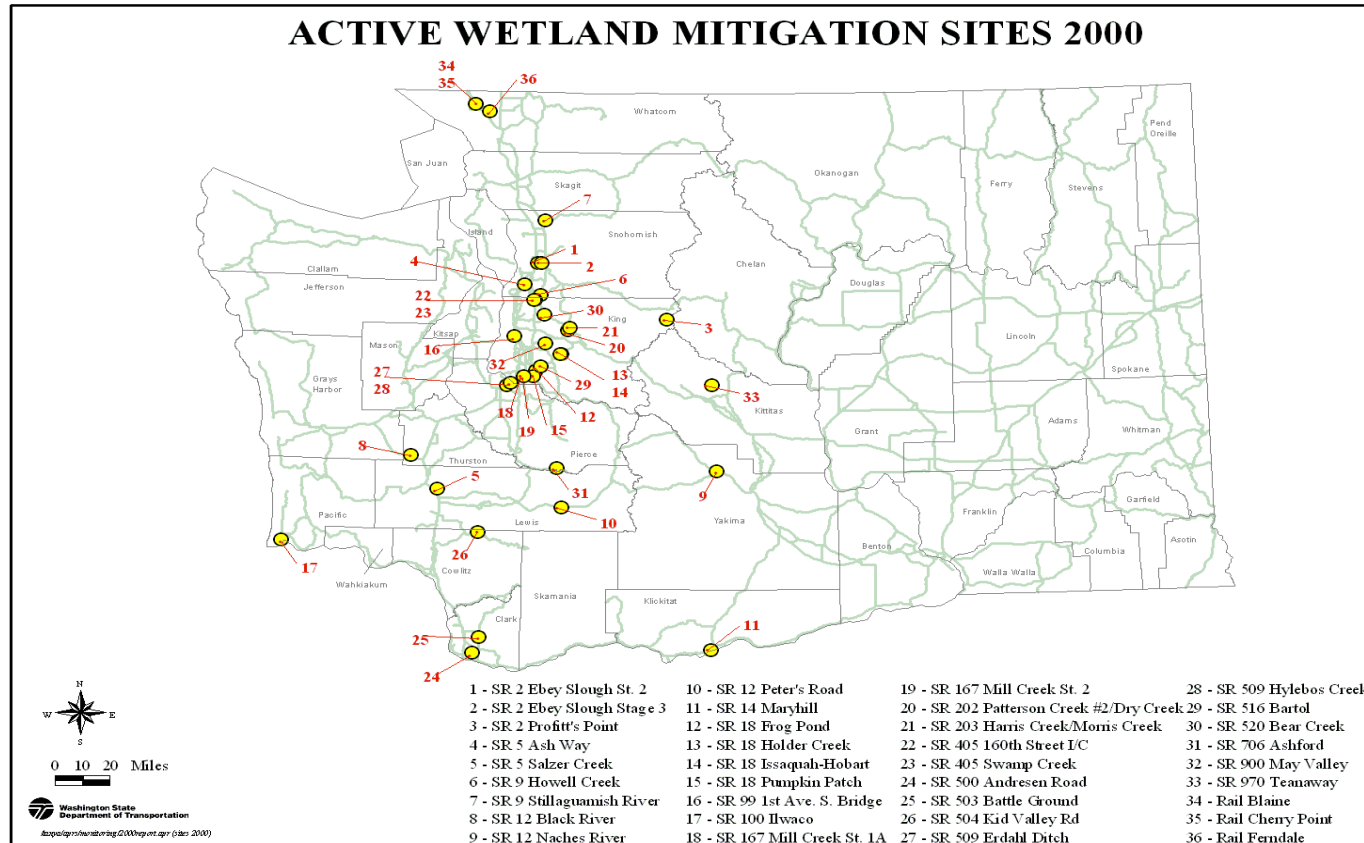 ACTIVE WETLAND MITIGATION SITES 2000
34
35
36
Whatcom
Pend
Oreille
San Juan
Okanogan
Ferry
Stevens
Skagit
7
Island
Snohomish
1
4
2
Chelan
Clallam
6
Douglas
Jefferson
22
23
30
Kitsap
King
21
3
Lincoln
Mason
16
20
32
Spokane
27
28
29
13
14
Grays
Harbor
33
Kittitas
18
12
19
15
Grant
Adams
Whitman
8
Thurston
Pierce
5
31
9
Garfield
Pacific
Lewis
10
Yakima
Franklin
26
Benton
Columbia
Asotin
17
Wahkiakum
Cowlitz
Walla Walla
Skamania
Klickitat
Clark
25
11
24
N
W E
S
0 10 20 Miles
Washington State
Department of Transportation
1 - SR 2 Ebey Slough St. 2
2 - SR 2 Ebey Slough Stage 3
3 - SR 2 Profitt's Point
4 - SR 5 Ash Way
5 - SR 5 Salzer Creek
6 - SR 9 Howell Creek
7 - SR 9 Stillaguamish River
8 - SR 12 Black River
9 - SR 12 Naches River
10 - SR 12 Peter's Road
11 - SR 14 Maryhill
12 - SR 18 Frog Pond
13 - SR 18 Holder Creek
14 - SR 18 Issaquah-Hobart
15 - SR 18 Pumpkin Patch
16 - SR 99 1st Ave. S. Bridge
17 - SR 100 Ilwaco
18 - SR 167 Mill Creek St. 1A
19 - SR 167 Mill Creek St. 2
20 - SR 202 Patterson Creek #2/Dry Creek
21 - SR 203 Harris Creek/Morris Creek
22 - SR 405 160th Street I/C
23 - SR 405 Swamp Creek
24 - SR 500 Andresen Road
25 - SR 503 Battle Ground
26 - SR 504 Kid Valley Rd
27 - SR 509 Erdahl Ditch
28 - SR 509 Hylebos Creek
29 - SR 516 Bartol
30 - SR 520 Bear Creek
31 - SR 706 Ashford
32 - SR 900 May Valley
33 - SR 970 Teanaway
34 - Rail Blaine
35 - Rail Cherry Point
36 - Rail Ferndale